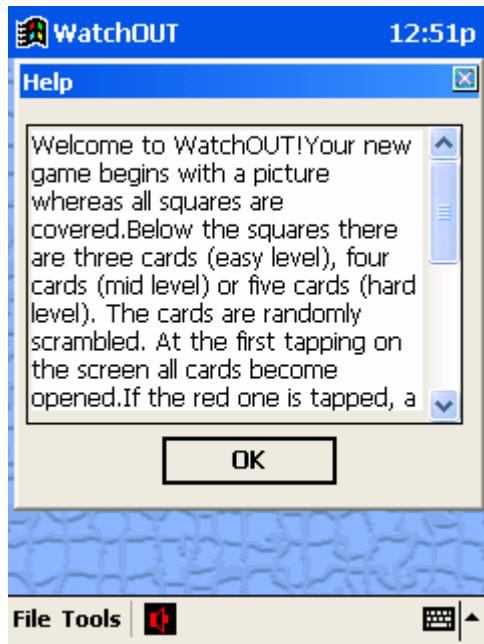 WatchOUT 12:51p
Help
Welcome to WatchOUT!Your new
game begins with a picture
whereas all squares are
covered.Below the squares there
are three cards (easy level), four
cards (mid level) or five cards (hard
level). The cards are randomly
scrambled. At the first tapping on
the screen all cards become
opened.If the red one is tapped, a
OK
File Tools